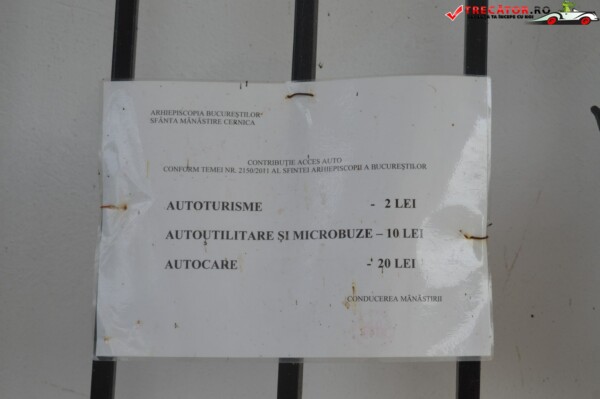 TRECĂTOR.RO
ARHIEPISCOPIA BUCUREȘTILOR
SFÂNTA MĂNĂSTIRE CERNICA
CONTRIBUȚIE ACCES AUTO
CONFORM TEMEI NR. 2150/2011 AL SFINTEI ARHIEPISCOPII A BUCUREȘTILOR
AUTOTURISME - 2 LEI
AUTOUTILITARE ȘI MICROBUZE – 10 LEI
AUTOCARE - 20 LEI
CONDUCEREA MĂNĂSTIRII